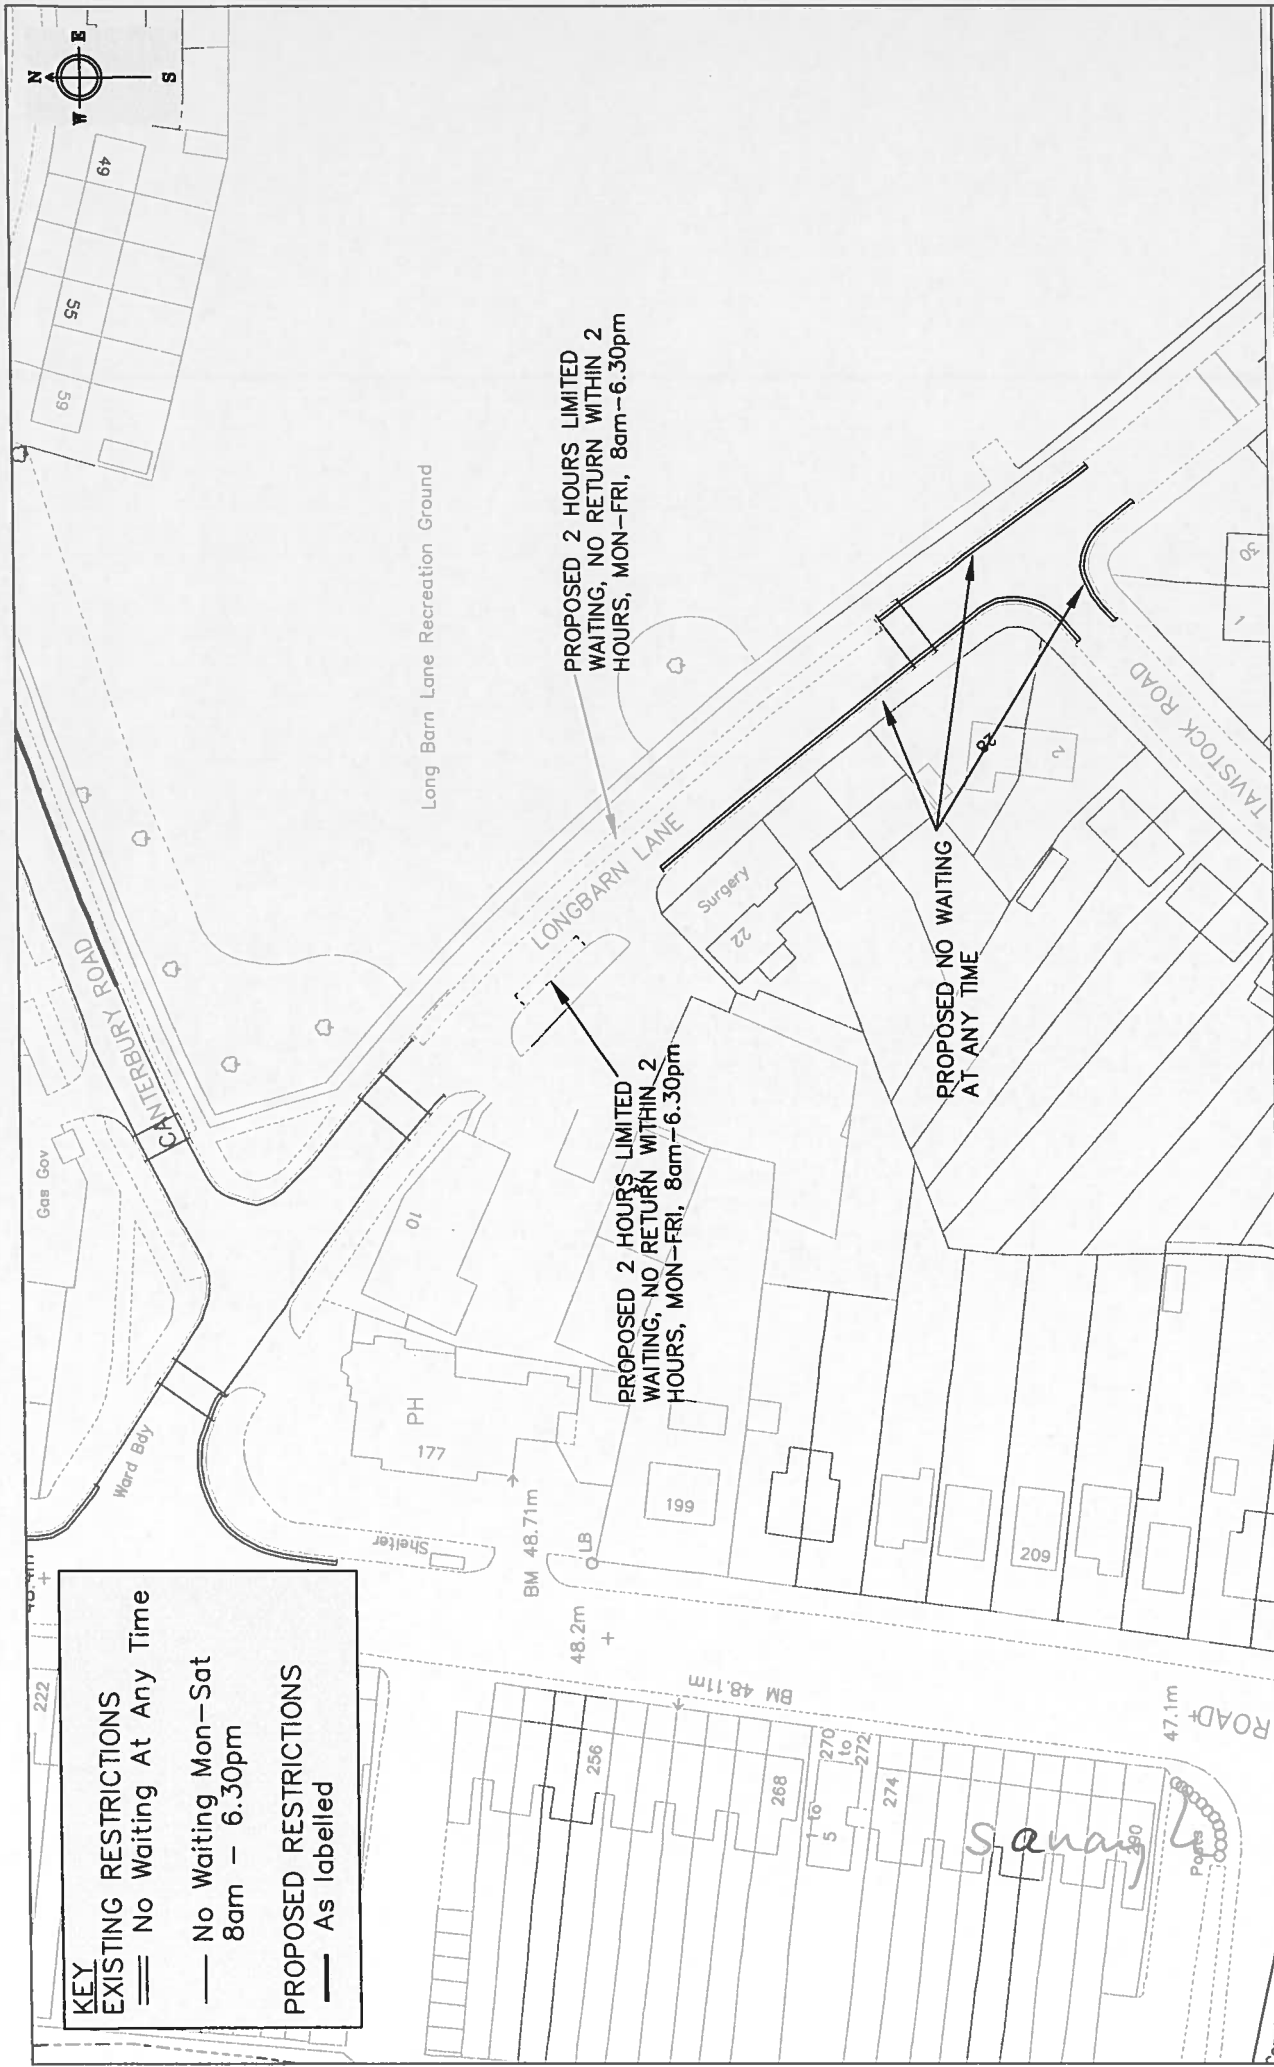 KEY
EXISTING RESTRICTIONS
No Waiting At Any Time
No Waiting Mon-Sat
8am - 6.30pm
PROPOSED RESTRICTIONS
As labelled
N
W
E
S
49
55
59
Long Barn Lane Recreation Ground
PROPOSED 2 HOURS LIMITED
WAITING, NO RETURN WITHIN 2
HOURS, MON-FRI, 8am-6.30pm
CANTERBURY ROAD
Gas Gov
LONGBARN LANE
Surgery
22
PROPOSED 2 HOURS LIMITED
WAITING, NO RETURN WITHIN 2
HOURS, MON-FRI, 8am-6.30pm
PROPOSED NO WAITING
AT ANY TIME
28
2
TAVISTOCK ROAD
1
30
10
PH
177
Ward Bdy
Shelter
BM 48.71m
LB
199
209
48.2m
222
BM 48.11m
256
268
270
to
272
1 to
5
274
290
Posts
47.1m
ROAD